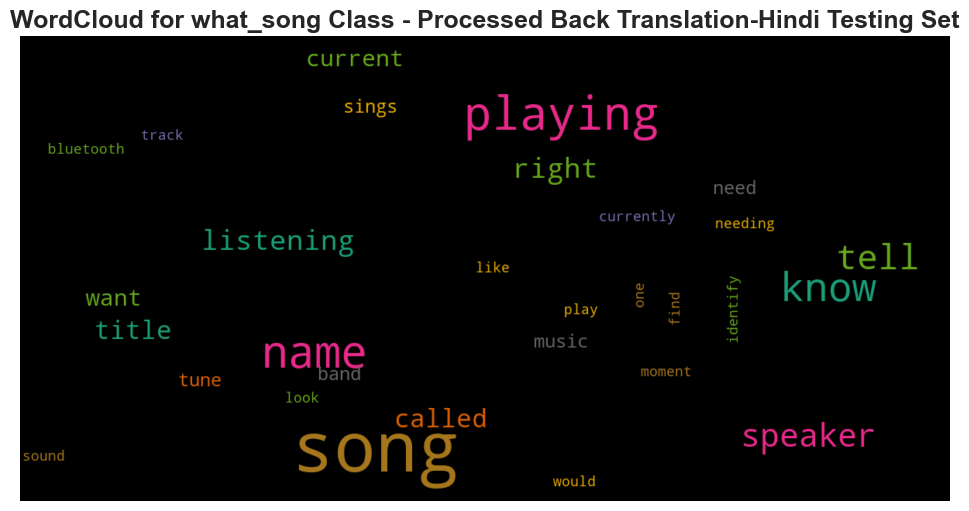 WordCloud for what_song Class - Processed Back Translation-Hindi Testing Set
current
sings
playing
track
bluetooth
right
need
currently
needing
listening
tell
like
know
want
play
one
find
identify
title
music
name
band
moment
tune
look
called
song
speaker
sound
would